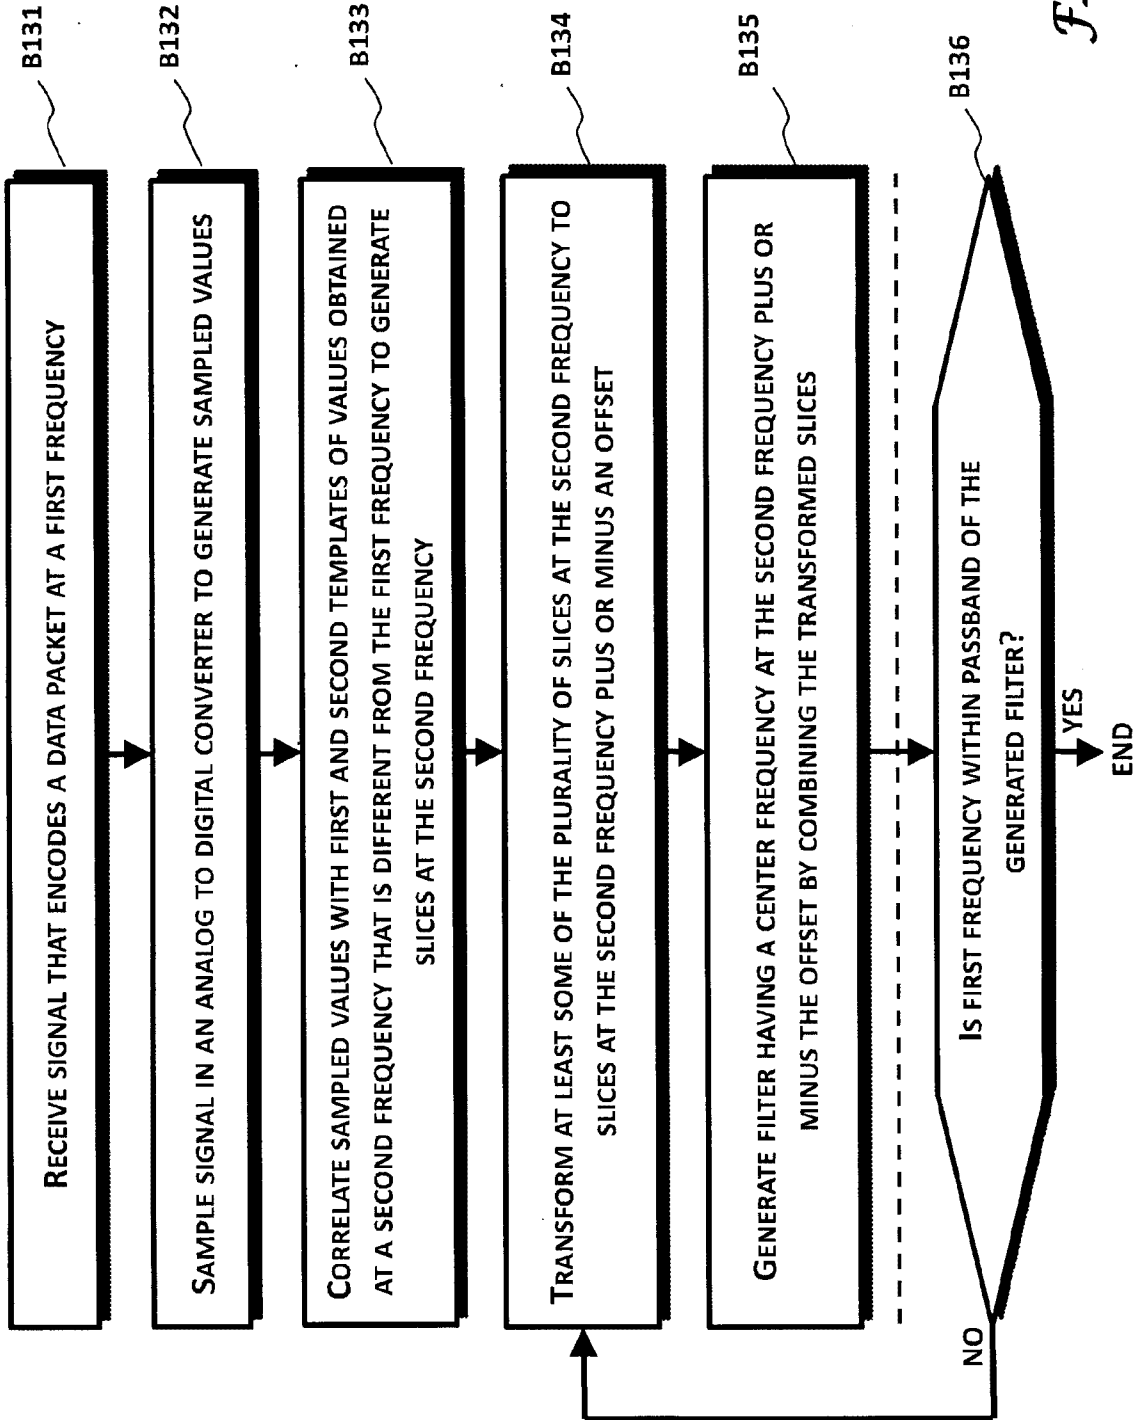 RECEIVE SIGNAL THAT ENCODES A DATA PACKET AT A FIRST FREQUENCY
B131
SAMPLE SIGNAL IN AN ANALOG TO DIGITAL CONVERTER TO GENERATE SAMPLED VALUES
B132
CORRELATE SAMPLED VALUES WITH FIRST AND SECOND TEMPLATES OF VALUES OBTAINED
AT A SECOND FREQUENCY THAT IS DIFFERENT FROM THE FIRST FREQUENCY TO GENERATE
SLICES AT THE SECOND FREQUENCY
B133
TRANSFORM AT LEAST SOME OF THE PLURALITY OF SLICES AT THE SECOND FREQUENCY TO
SLICES AT THE SECOND FREQUENCY PLUS OR MINUS AN OFFSET
B134
GENERATE FILTER HAVING A CENTER FREQUENCY AT THE SECOND FREQUENCY PLUS OR
MINUS THE OFFSET BY COMBINING THE TRANSFORMED SLICES
B135
IS FIRST FREQUENCY WITHIN PASSBAND OF THE
GENERATED FILTER?
B136
NO
YES
END